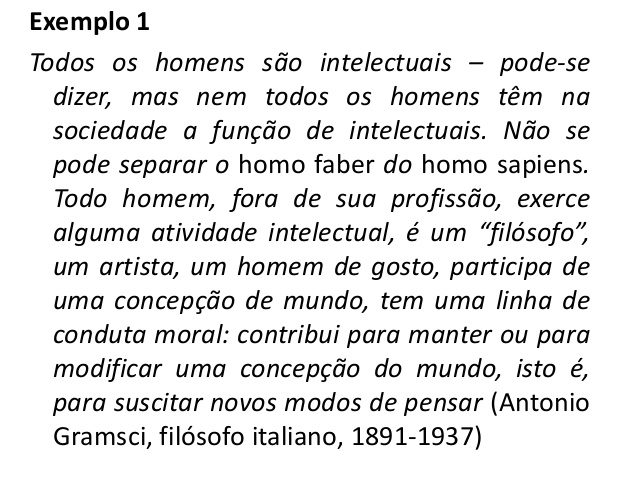 Exemplo 1
Todos os homens são intelectuais – pode-se
dizer, mas nem todos os homens têm na
sociedade a função de intelectuais. Não se
pode separar o homo faber do homo sapiens.
Todo homem, fora de sua profissão, exerce
alguma atividade intelectual, é um “filósofo”,
um artista, um homem de gosto, participa de
uma concepção de mundo, tem uma linha de
conduta moral: contribui para manter ou para
modificar uma concepção do mundo, isto é,
para suscitar novos modos de pensar (Antonio
Gramsci, filósofo italiano, 1891-1937)